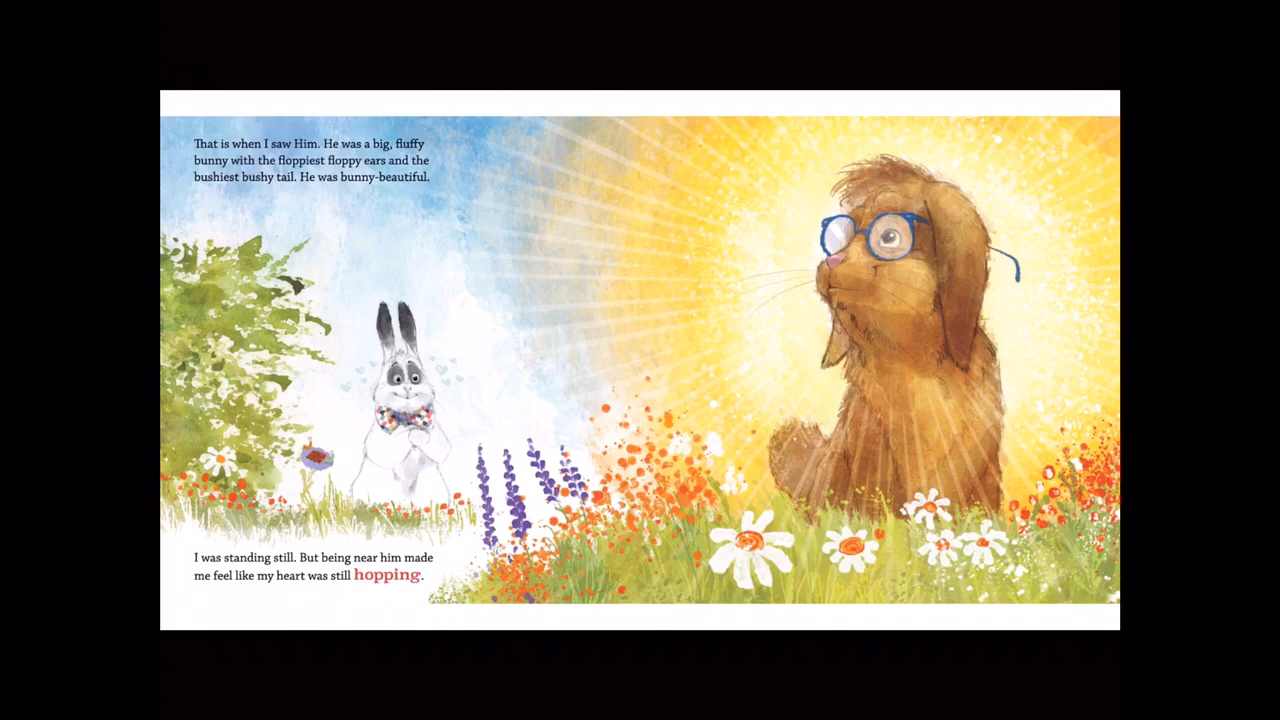 That is when I saw Him. He was a big, fluffy
bunny with the floppiest floppy ears and the
bushiest bushy tail. He was bunny-beautiful.
I was standing still. But being near him made
me feel like my heart was still hopping.